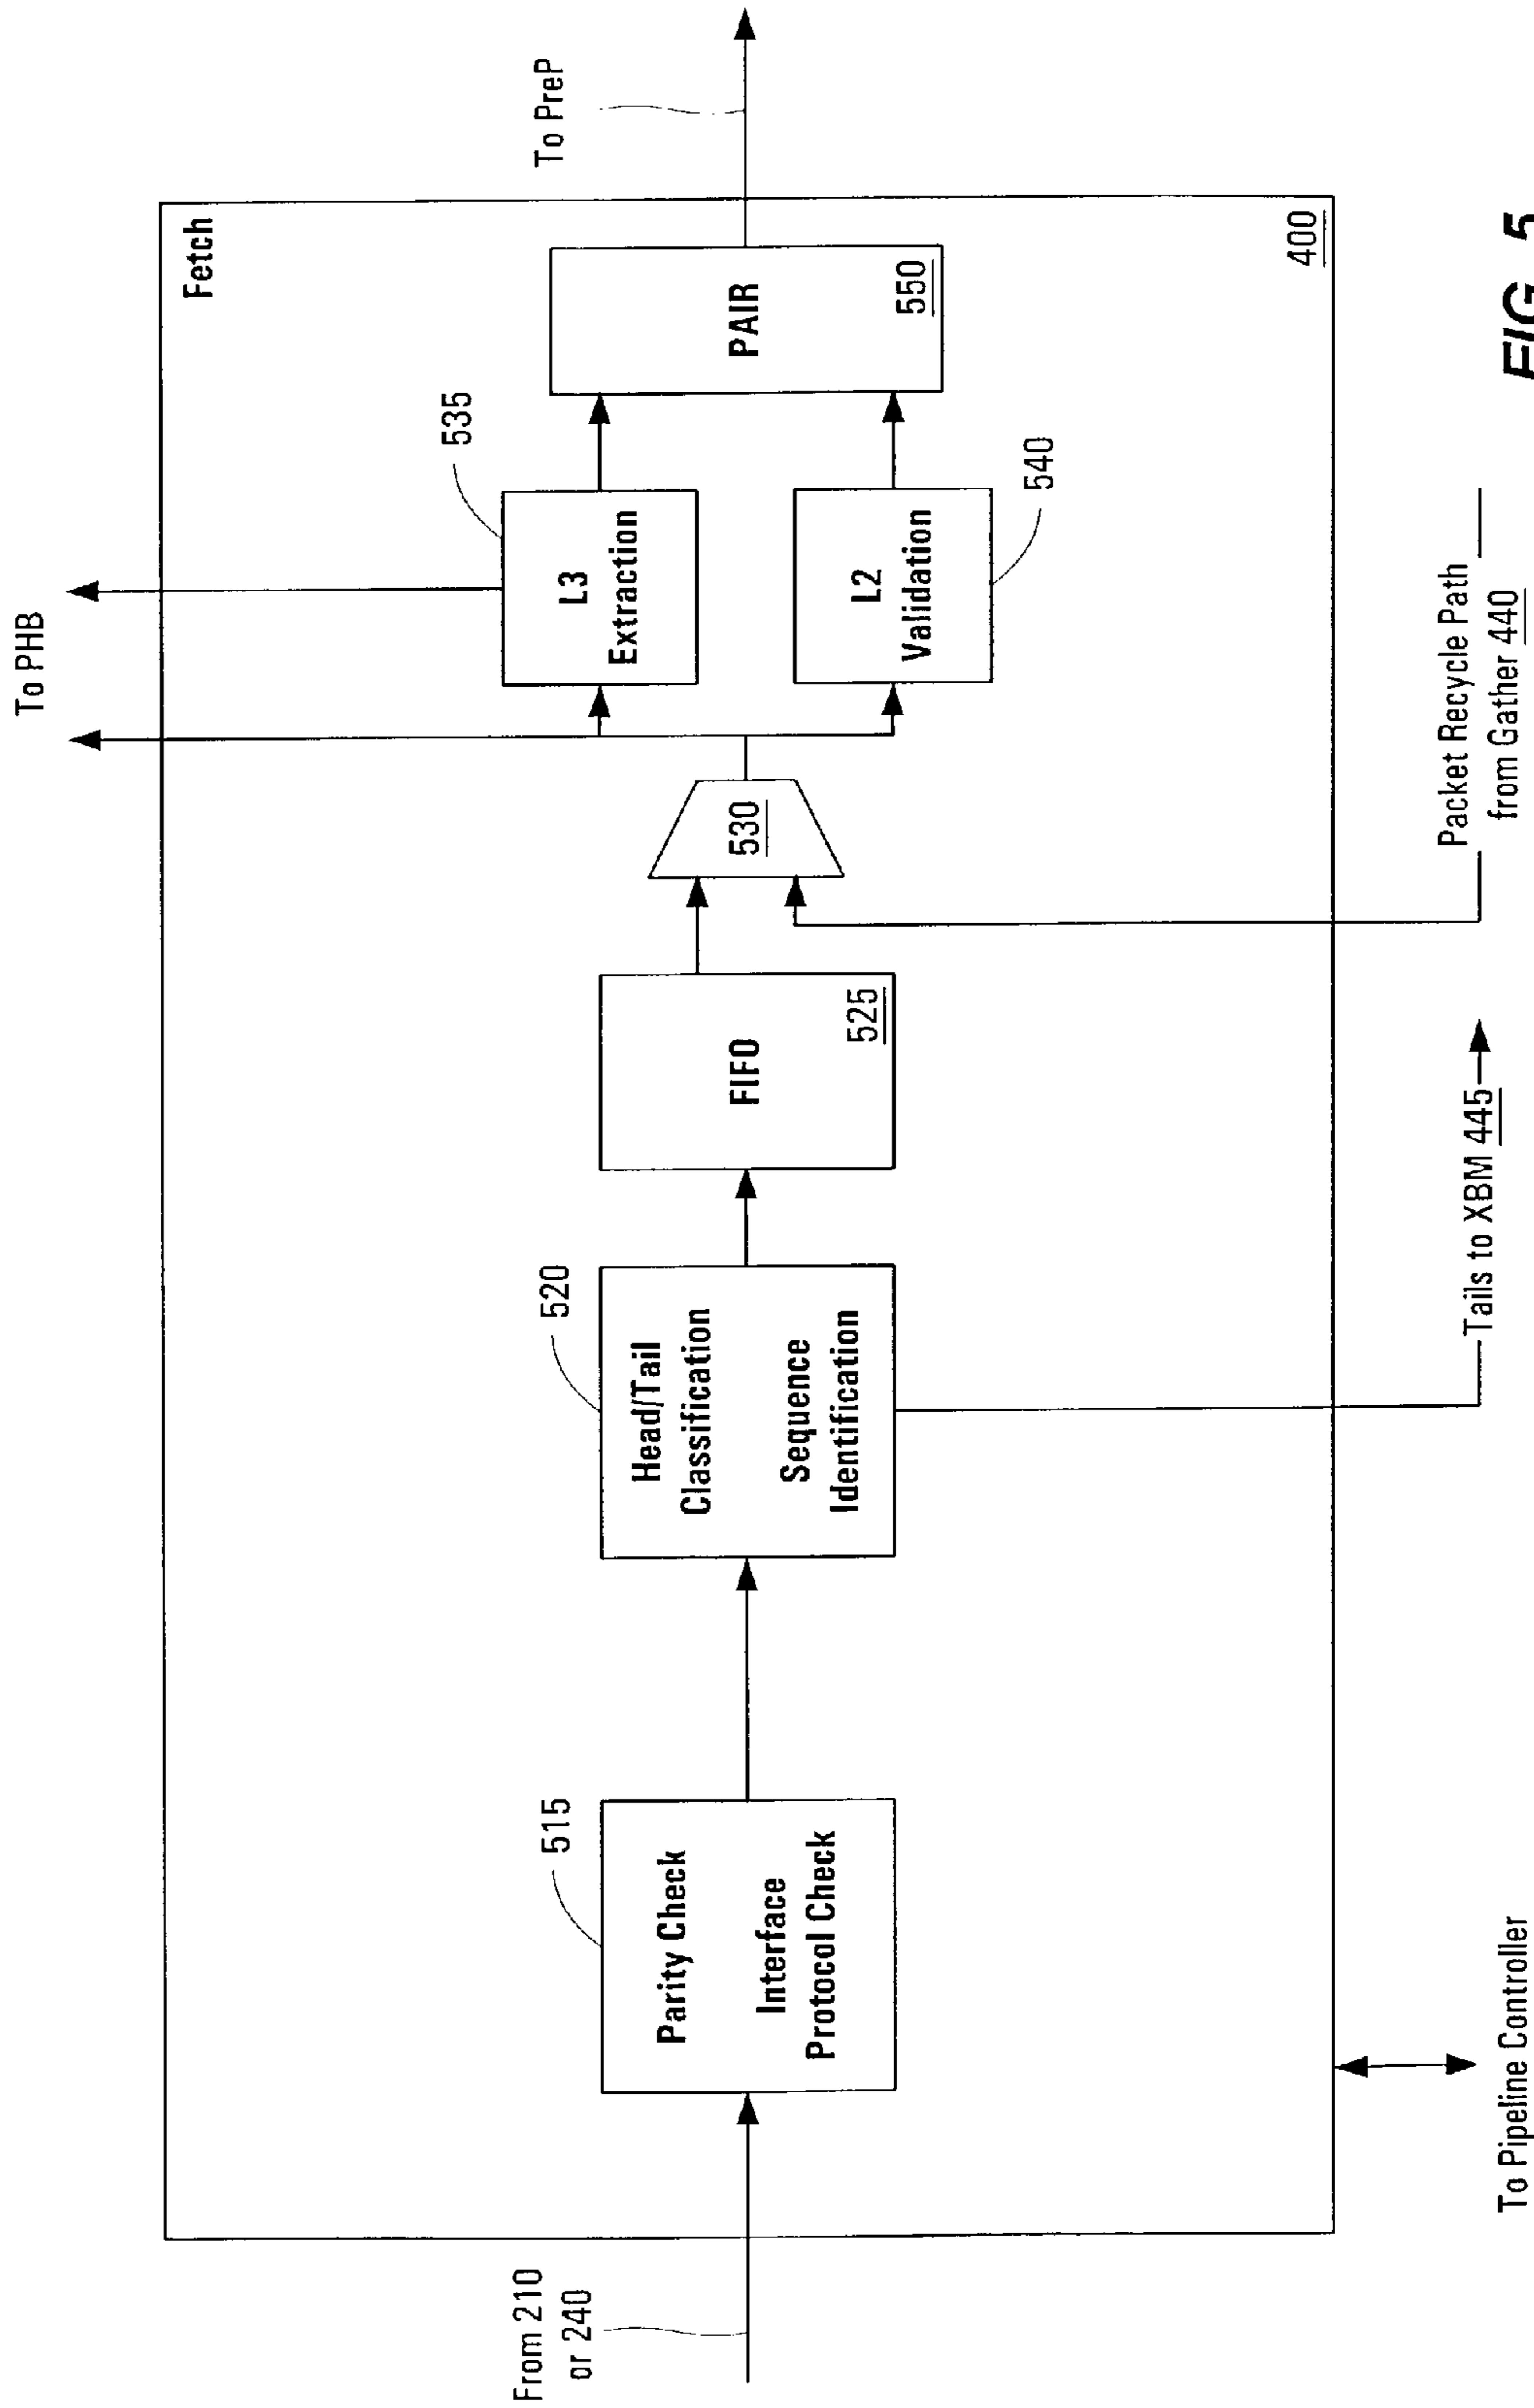 To PHB
To PreP
Fetch
535
L3
Extraction
PAIR
550
L2
Validation
540
530
FIFO
525
520
Head/Tail
Classification
Sequence
Identification
515
Parity Check
Interface
Protocol Check
From 210
or 240
400
Packet Recycle Path
from Gather 440
Tails to XBM 445
To Pipeline Controller
FIG. 5